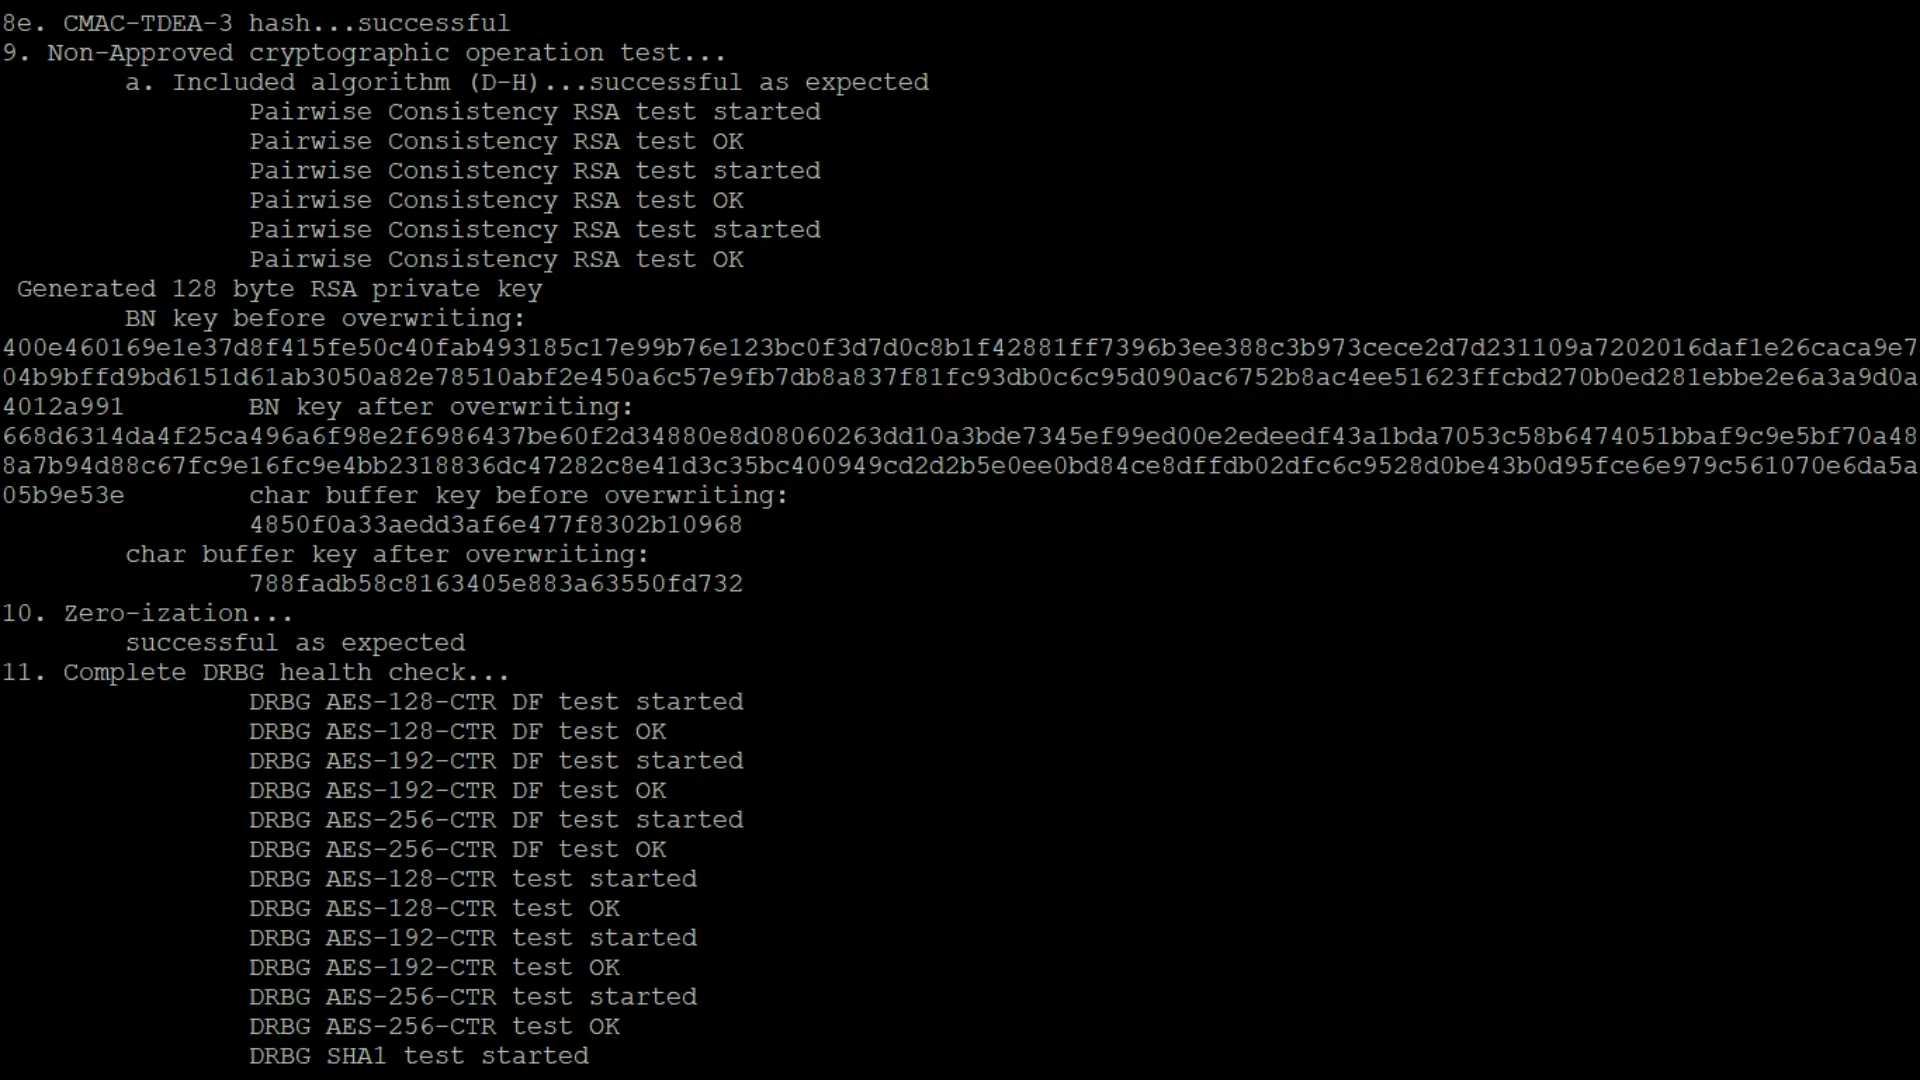 8e. CMAC-TDEA-3 hash...successful
9. Non-Approved cryptographic operation test...
a. Included algorithm (D-H)...successful as expected
Pairwise Consistency RSA test started
Pairwise Consistency RSA test OK
Pairwise Consistency RSA test started
Pairwise Consistency RSA test OK
Pairwise Consistency RSA test started
Pairwise Consistency RSA test OK
Generated 128 byte RSA private key
BN key before overwriting:
400e460169e1e37d8f415fe50c40fab493185c17e99b76e123bc0f3d7d0c8b1f42881ff7396b3ee388c3b973cece2d7d231109a7202016daf1e26caca9e7
04b9bffd9bd6151d61ab3050a82e78510abf2e450a6c57e9fb7db8a837f81fc93db0c6c95d090ac6752b8ac4ee51623ffcbd270b0ed281ebbe2e6a3a9d0a
4012a991 BN key after overwriting:
668d6314da4f25ca496a6f98e2f6986437be60f2d34880e8d08060263dd10a3bde7345ef99ed00e2edeedf43a1bda7053c58b6474051bbaf9c9e5bf70a48
8a7b94d88c67fc9e16fc9e4bb2318836dc47282c8e41d3c35bc400949cd2d2b5e0ee0bd84ce8dffdb02dfc6c9528d0be43b0d95fce6e979c561070e6da5a
05b9e53e char buffer key before overwriting:
4850f0a33aedd3af6e477f8302b10968
char buffer key after overwriting:
788fadb58c8163405e883a63550fd732
10. Zero-ization...
successful as expected
11. Complete DRBG health check...
DRBG AES-128-CTR DF test started
DRBG AES-128-CTR DF test OK
DRBG AES-192-CTR DF test started
DRBG AES-192-CTR DF test OK
DRBG AES-256-CTR DF test started
DRBG AES-256-CTR DF test OK
DRBG AES-128-CTR test started
DRBG AES-128-CTR test OK
DRBG AES-192-CTR test started
DRBG AES-192-CTR test OK
DRBG AES-256-CTR test started
DRBG AES-256-CTR test OK
DRBG SHA1 test started